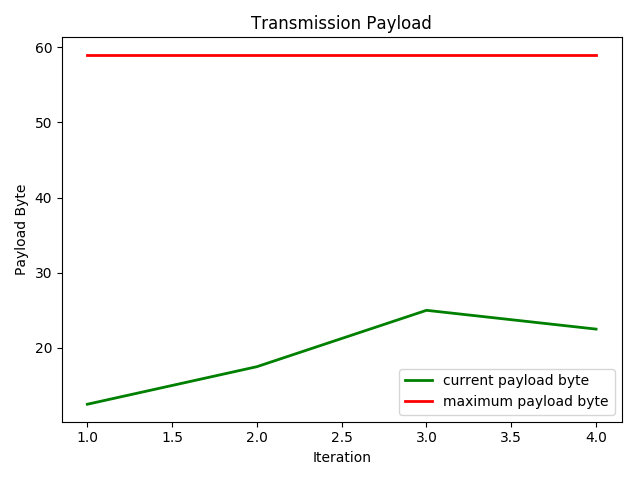 Transmission Payload
60
50
40
30
20
Payload Byte
current payload byte
maximum payload byte
1.0 1.5 2.0 2.5 3.0 3.5 4.0
Iteration